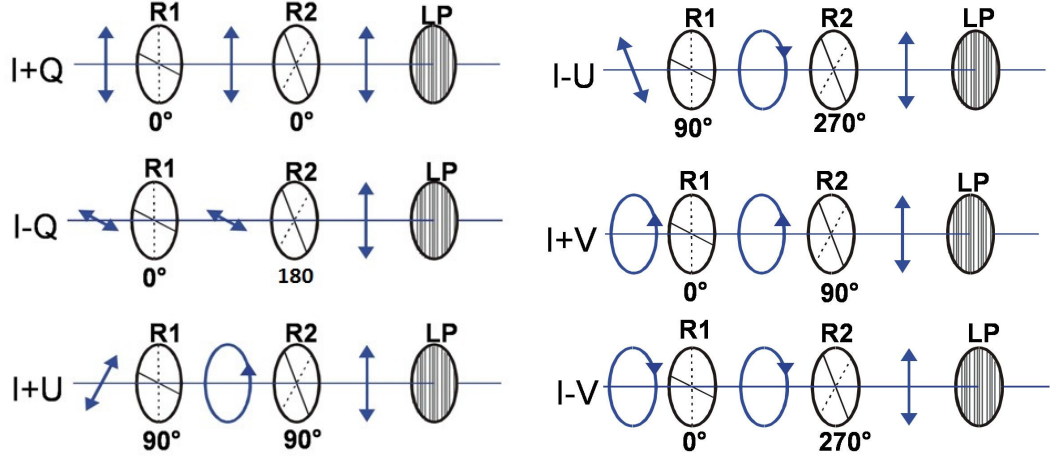 R1 R2 LP
I+Q
0° 0°
R1 R2 LP
I-Q
0° 180
R1 R2 LP
I+U
90° 90°
R1 R2 LP
I-U
90° 270°
R1 R2 LP
I+V
0° 90°
R1 R2 LP
I-V
0° 270°